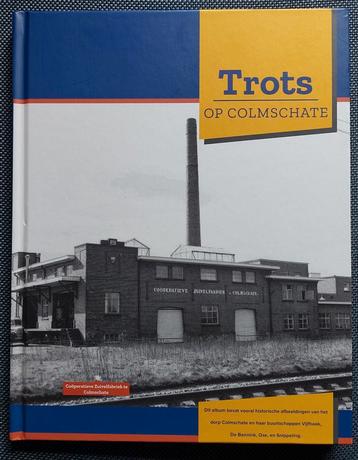 Trots
OP COLMSCHATE
COOPERATIEVE ZUIVELFABRIEK COLMSCHATE
Coöperatieve Zuivelfabriek te
Colmschate
Dit album bevat vooral historische afbeeldingen van het
dorp Colmschate en haar buurtschappen Vijfhoek,
De Bannink, Oxe, en Snippeling.